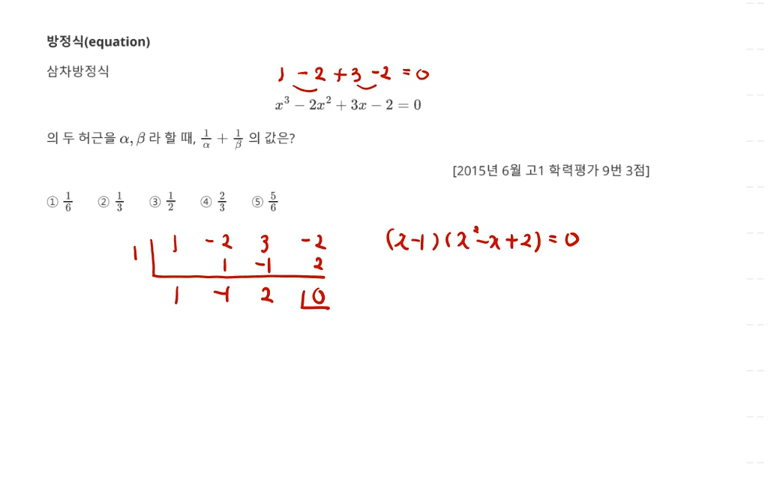 방정식(equation)
삼차방정식
1 - 2 + 3 - 2 = 0
x³ − 2x² + 3x − 2 = 0
의 두 허근을 α, β 라 할 때, 1/α + 1/β 의 값은?
[2015년 6월 고1 학력평가 9번 3점]
① 1/6 ② 1/3 ③ 1/2 ④ 2/3 ⑤ 5/6
1 | 1 -2 3 -2
1 -1 2
1 -1 2 | 0
(x-1)(x²-x+2) = 0